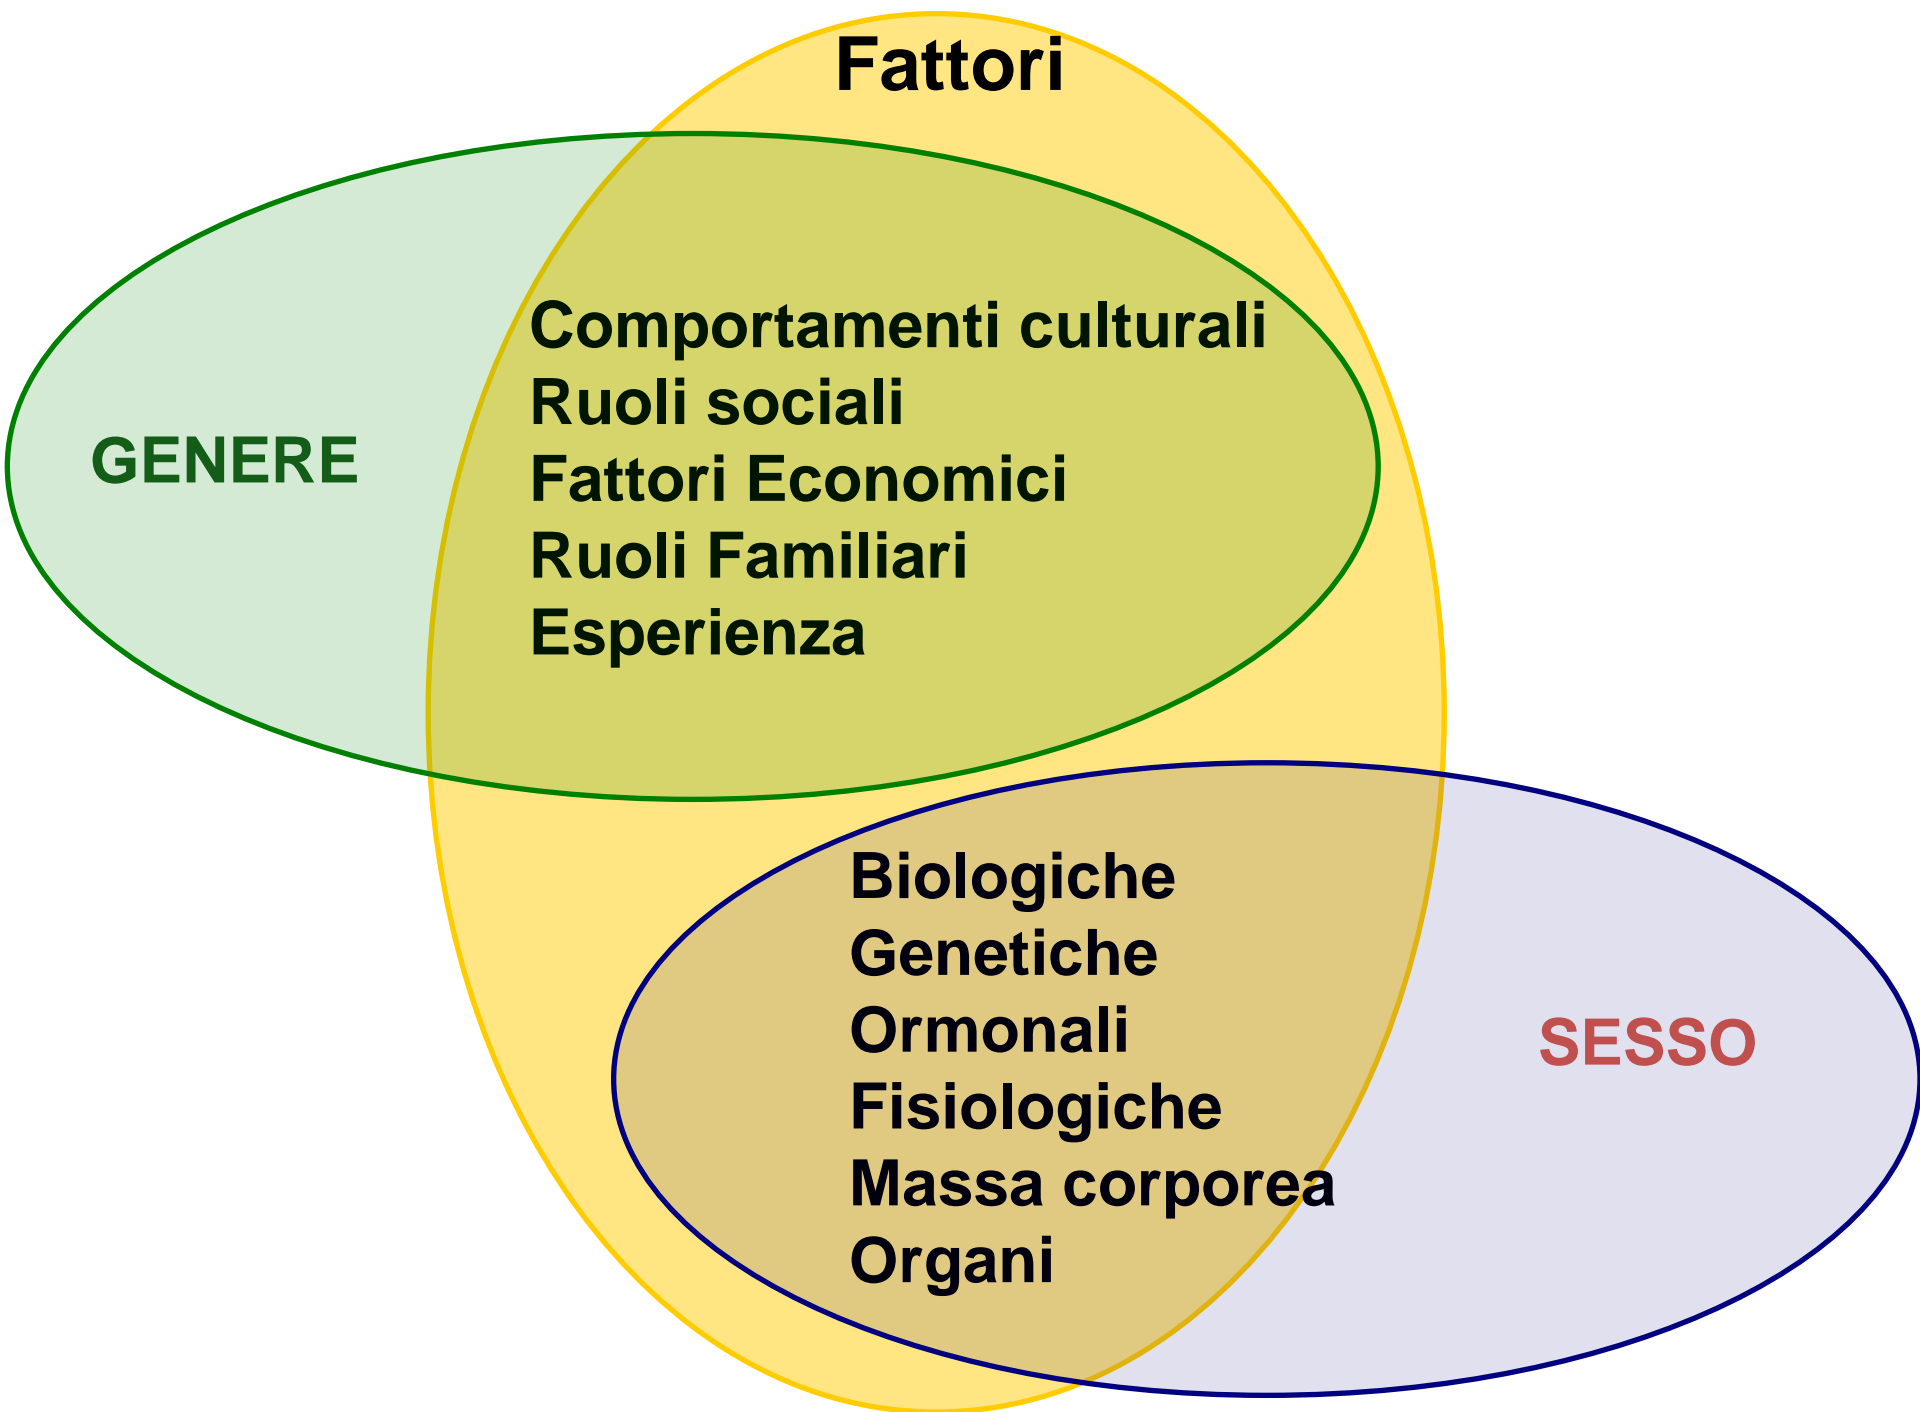 Fattori
Comportamenti culturali
Ruoli sociali
GENERE
Fattori Economici
Ruoli Familiari
Esperienza
Biologiche
Genetiche
Ormonali
SESSO
Fisiologiche
Massa corporea
Organi